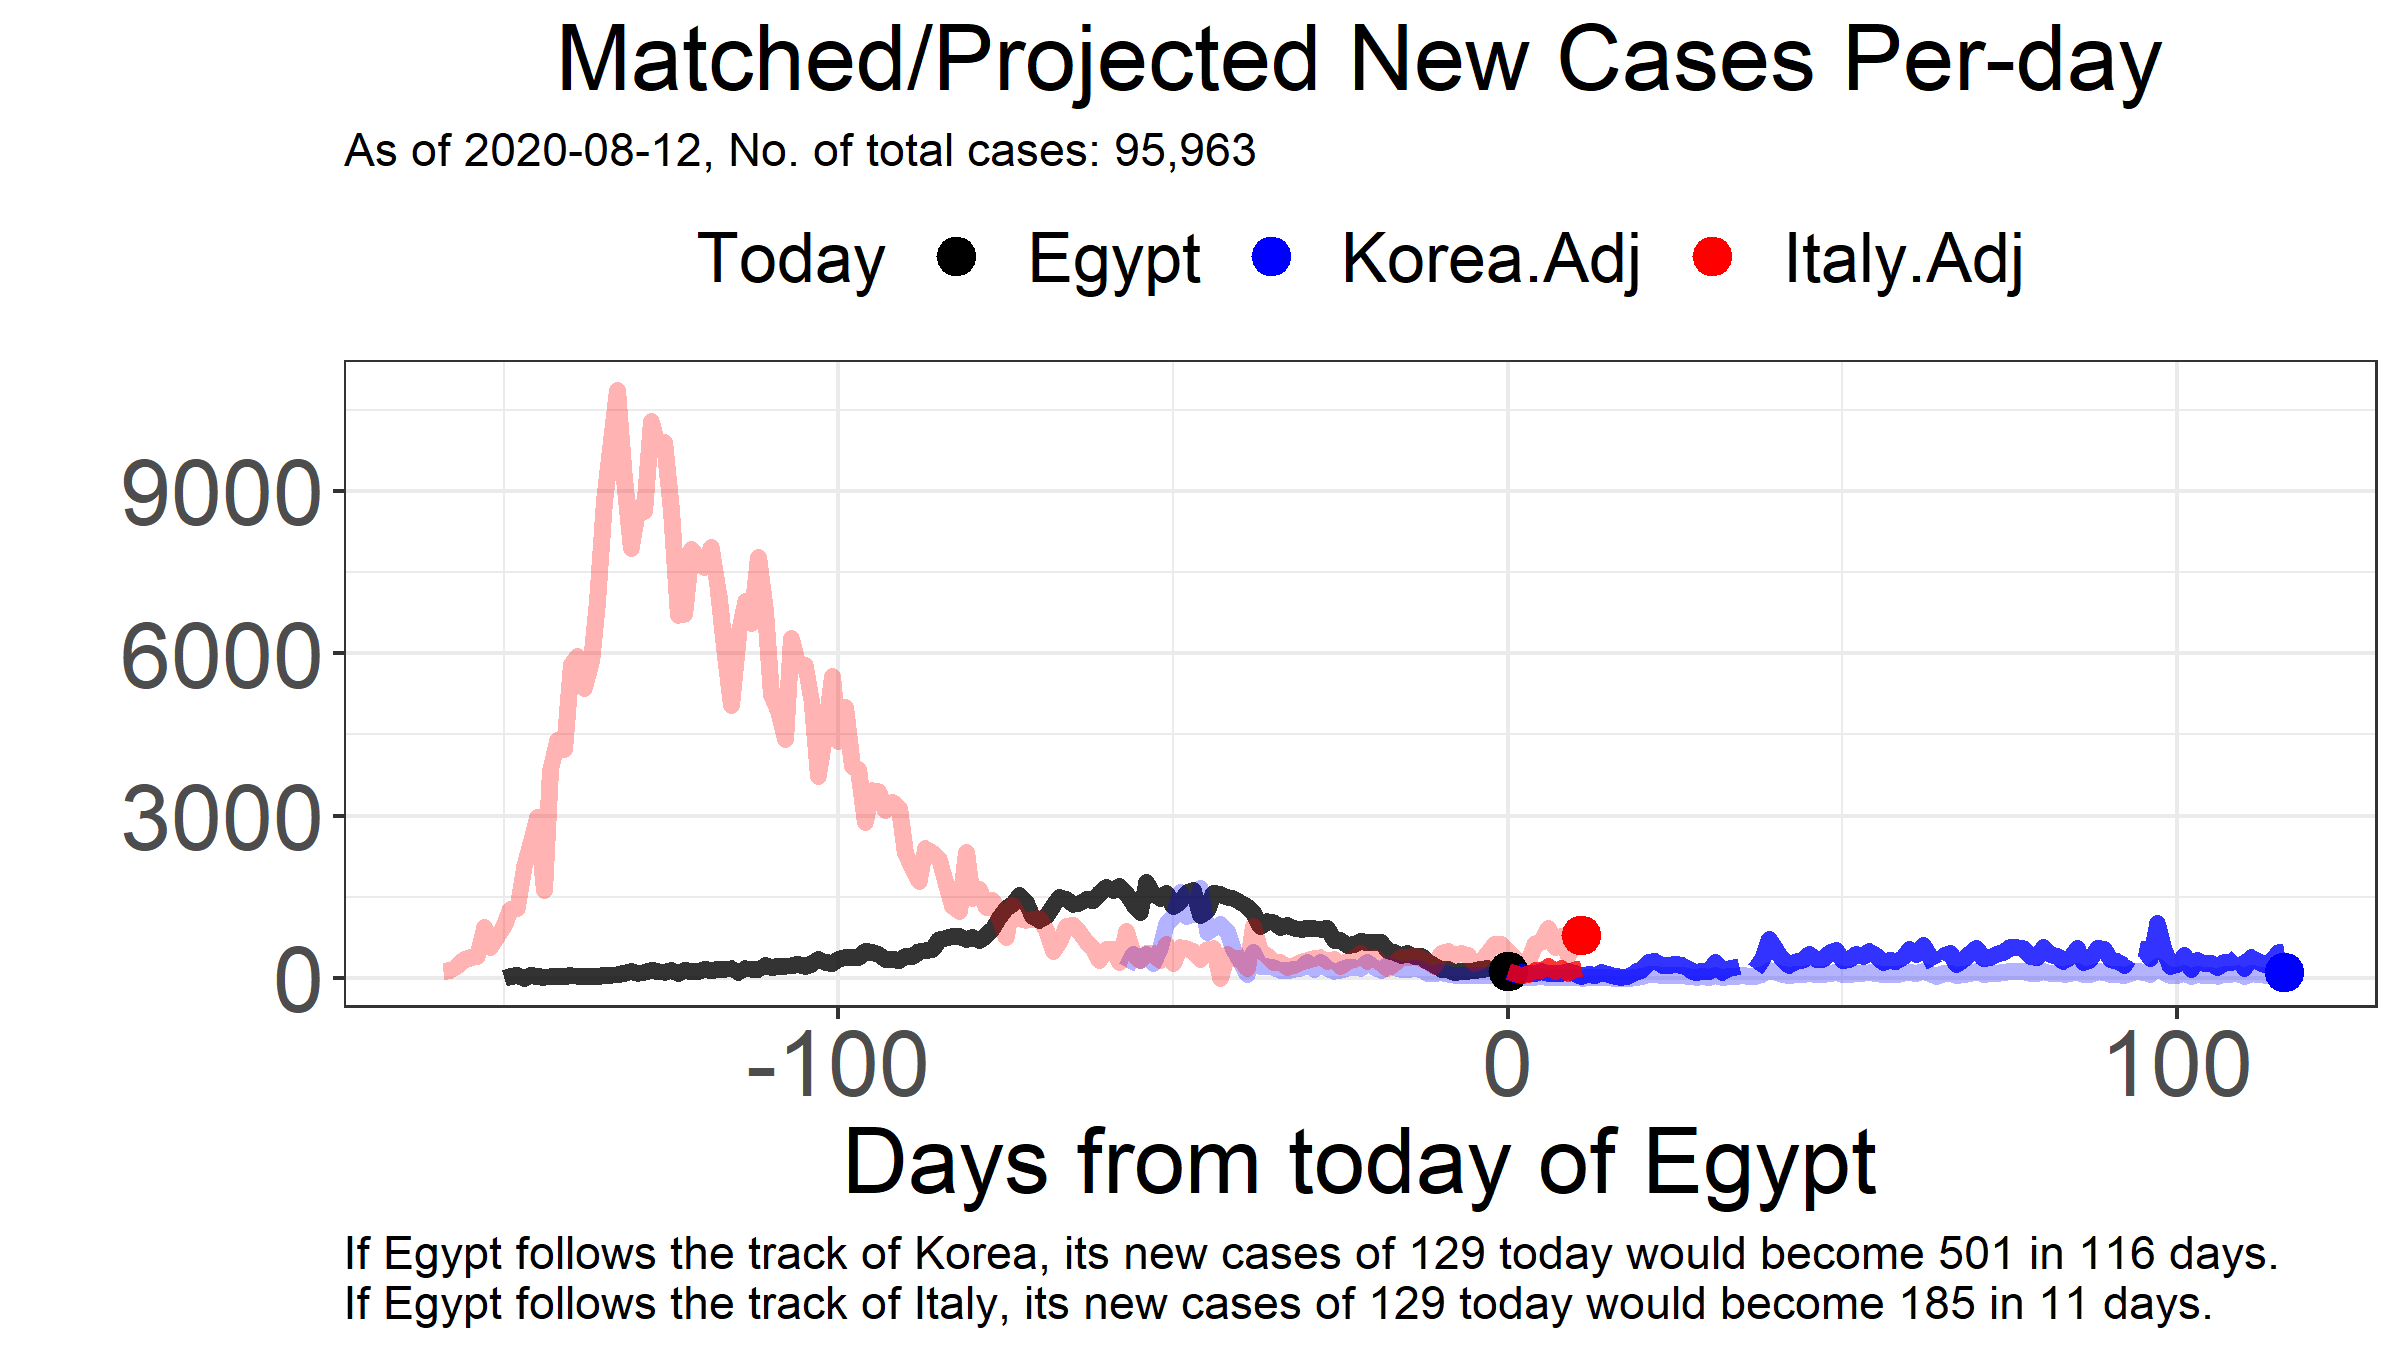 Matched/Projected New Cases Per-day
As of 2020-08-12, No. of total cases: 95,963
Today Egypt Korea.Adj Italy.Adj
9000
6000
3000
0
-100 0 100
Days from today of Egypt
If Egypt follows the track of Korea, its new cases of 129 today would become 501 in 116 days.
If Egypt follows the track of Italy, its new cases of 129 today would become 185 in 11 days.